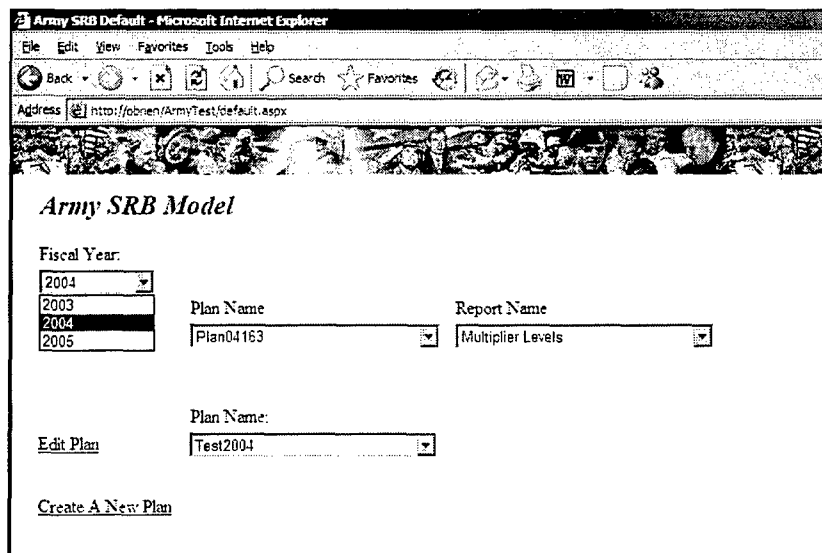 Army SRB Default - Microsoft Internet Explorer
File Edit View Favorites Tools Help
Back Search Favorites W
Address http://obrien/ArmyTest/default.aspx
Army SRB Model
Fiscal Year:
2004
2003
2004
2005
Plan Name Report Name
Plan04163 Multiplier Levels
Plan Name:
Edit Plan Test2004
Create A New Plan